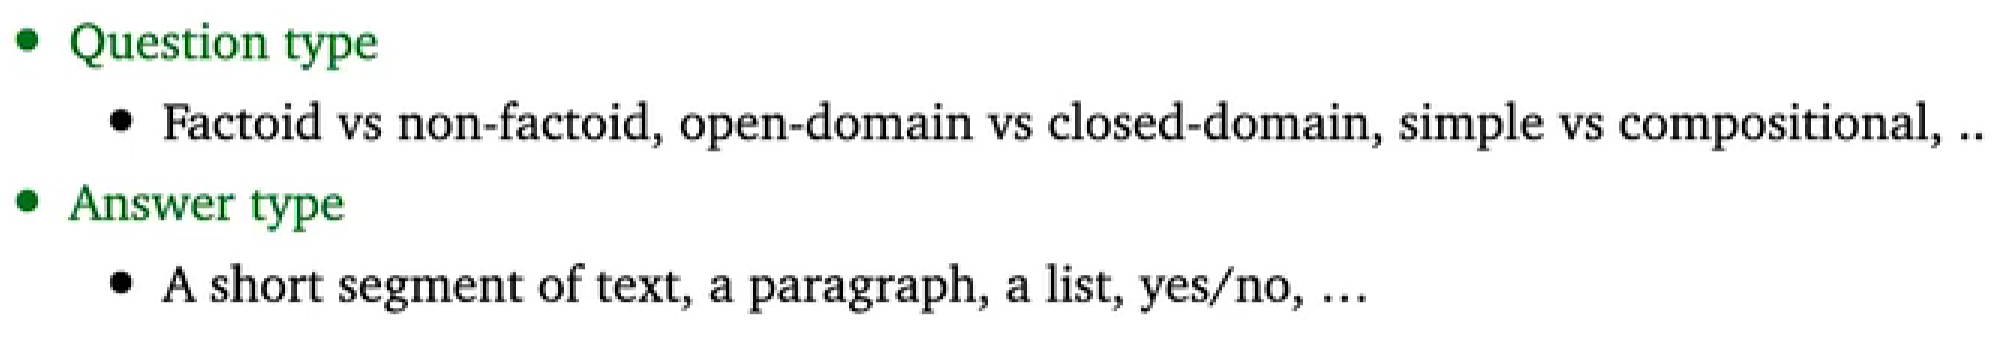 • Question type
• Factoid vs non-factoid, open-domain vs closed-domain, simple vs compositional, ..
• Answer type
• A short segment of text, a paragraph, a list, yes/no, …